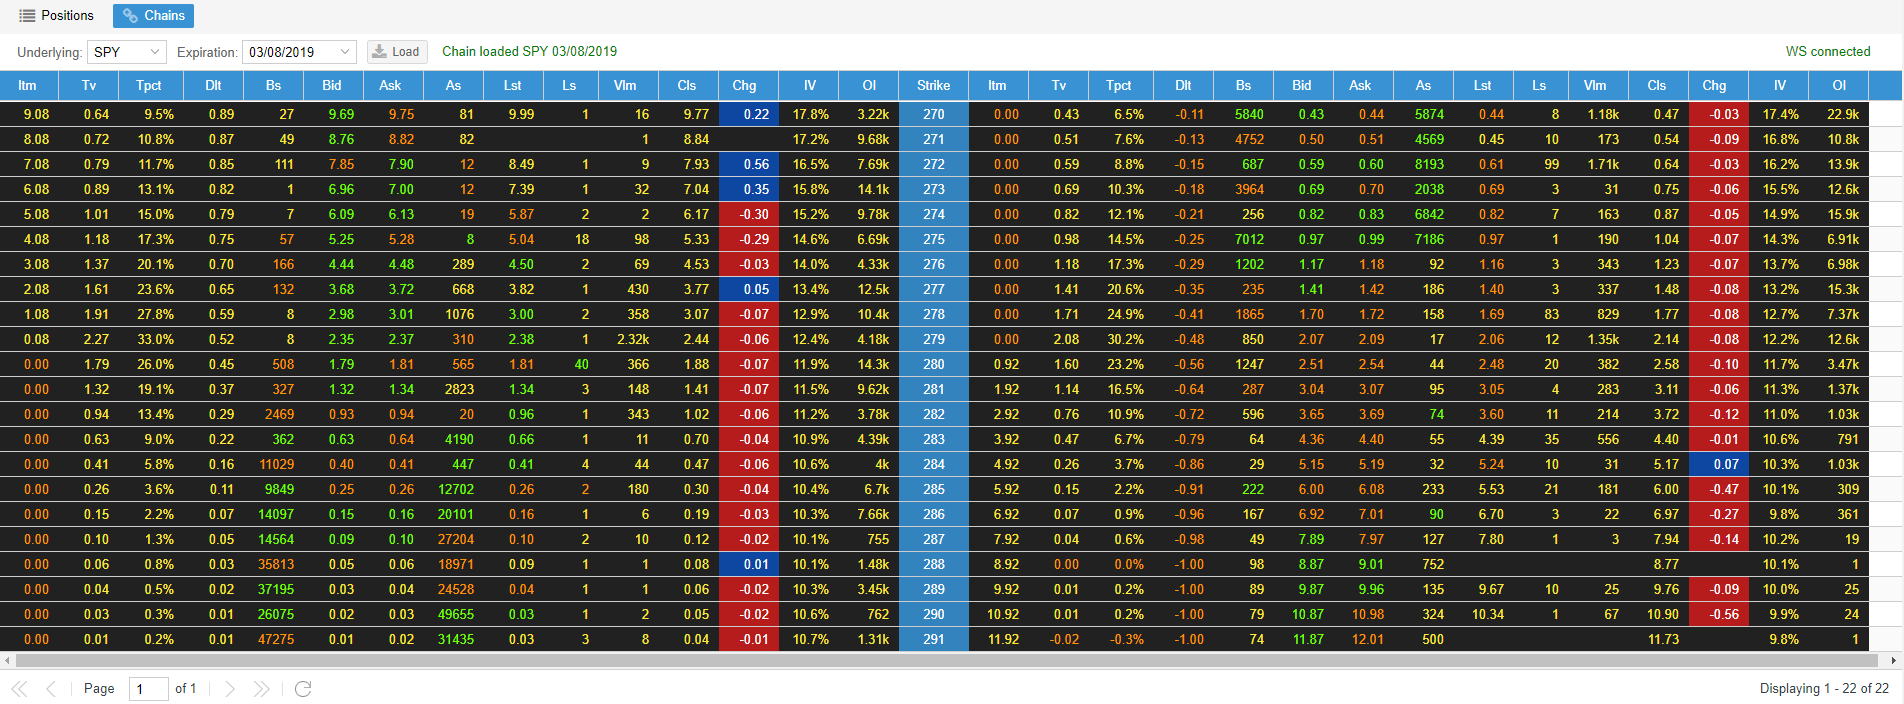 Positions Chains
Underlying: SPY Expiration: 03/08/2019 Load Chain loaded SPY 03/08/2019 WS connected
Itm Tv Tpct Dlt Bs Bid Ask As Lst Ls Vlm Cls Chg IV OI Strike Itm Tv Tpct Dlt Bs Bid Ask As Lst Ls Vlm Cls Chg IV OI
9.08 0.64 9.5% 0.89 27 9.69 9.75 81 9.99 1 16 9.77 0.22 17.8% 3.22k 270 0.00 0.43 6.5% -0.11 5840 0.43 0.44 5874 0.44 8 1.18k 0.47 -0.03 17.4% 22.9k
8.08 0.72 10.8% 0.87 49 8.76 8.82 82 1 8.84 17.2% 9.68k 271 0.00 0.51 7.6% -0.13 4752 0.50 0.51 4569 0.45 10 173 0.54 -0.09 16.8% 10.8k
7.08 0.79 11.7% 0.85 111 7.85 7.90 12 8.49 1 9 7.93 0.56 16.5% 7.69k 272 0.00 0.59 8.8% -0.15 687 0.59 0.60 8193 0.61 99 1.71k 0.64 -0.03 16.2% 13.9k
6.08 0.89 13.1% 0.82 1 6.96 7.00 12 7.39 1 32 7.04 0.35 15.8% 14.1k 273 0.00 0.69 10.3% -0.18 3964 0.69 0.70 2038 0.69 3 31 0.75 -0.06 15.5% 12.6k
5.08 1.01 15.0% 0.79 7 6.09 6.13 19 5.87 2 2 6.17 -0.30 15.2% 9.78k 274 0.00 0.82 12.1% -0.21 256 0.82 0.83 6842 0.82 7 163 0.87 -0.05 14.9% 15.9k
4.08 1.18 17.3% 0.75 57 5.25 5.28 8 5.04 18 98 5.33 -0.29 14.6% 6.69k 275 0.00 0.98 14.5% -0.25 7012 0.97 0.99 7186 0.97 1 190 1.04 -0.07 14.3% 6.91k
3.08 1.37 20.1% 0.70 166 4.44 4.48 289 4.50 2 69 4.53 -0.03 14.0% 4.33k 276 0.00 1.18 17.3% -0.29 1202 1.17 1.18 92 1.16 3 343 1.23 -0.07 13.7% 6.98k
2.08 1.61 23.6% 0.65 132 3.68 3.72 668 3.82 1 430 3.77 0.05 13.4% 12.5k 277 0.00 1.41 20.6% -0.35 235 1.41 1.42 186 1.40 3 337 1.48 -0.08 13.2% 15.3k
1.08 1.91 27.8% 0.59 8 2.98 3.01 1076 3.00 2 358 3.07 -0.07 12.9% 10.4k 278 0.00 1.71 24.9% -0.41 1865 1.70 1.72 158 1.69 83 829 1.77 -0.08 12.7% 7.37k
0.08 2.27 33.0% 0.52 8 2.35 2.37 310 2.38 1 2.32k 2.44 -0.06 12.4% 4.18k 279 0.00 2.08 30.2% -0.48 850 2.07 2.09 17 2.06 12 1.35k 2.14 -0.08 12.2% 12.6k
0.00 1.79 26.0% 0.45 508 1.79 1.81 565 1.81 40 366 1.88 -0.07 11.9% 14.3k 280 0.92 1.60 23.2% -0.56 1247 2.51 2.54 44 2.48 20 382 2.58 -0.10 11.7% 3.47k
0.00 1.32 19.1% 0.37 327 1.32 1.34 2823 1.34 3 148 1.41 -0.07 11.5% 9.62k 281 1.92 1.14 16.5% -0.64 287 3.04 3.07 95 3.05 4 283 3.11 -0.06 11.3% 1.37k
0.00 0.94 13.4% 0.29 2469 0.93 0.94 20 0.96 1 343 1.02 -0.06 11.2% 3.78k 282 2.92 0.76 10.9% -0.72 596 3.65 3.69 74 3.60 11 214 3.72 -0.12 11.0% 1.03k
0.00 0.63 9.0% 0.22 362 0.63 0.64 4190 0.66 1 11 0.70 -0.04 10.9% 4.39k 283 3.92 0.47 6.7% -0.79 64 4.36 4.40 55 4.39 35 556 4.40 -0.01 10.6% 791
0.00 0.41 5.8% 0.16 11029 0.40 0.41 447 0.41 4 44 0.47 -0.06 10.6% 4k 284 4.92 0.26 3.7% -0.86 29 5.15 5.19 32 5.24 10 31 5.17 0.07 10.3% 1.03k
0.00 0.26 3.6% 0.11 9849 0.25 0.26 12702 0.26 2 180 0.30 -0.04 10.4% 6.7k 285 5.92 0.15 2.2% -0.91 222 6.00 6.08 233 5.53 21 181 6.00 -0.47 10.1% 309
0.00 0.15 2.2% 0.07 14097 0.15 0.16 20101 0.16 1 6 0.19 -0.03 10.3% 7.66k 286 6.92 0.07 0.9% -0.96 167 6.92 7.01 90 6.70 3 22 6.97 -0.27 9.8% 361
0.00 0.10 1.3% 0.05 14564 0.09 0.10 27204 0.10 2 10 0.12 -0.02 10.1% 755 287 7.92 0.04 0.6% -0.98 49 7.89 7.97 127 7.80 1 3 7.94 -0.14 10.2% 19
0.00 0.06 0.8% 0.03 35813 0.05 0.06 18971 0.09 1 1 0.08 0.01 10.1% 1.48k 288 8.92 0.00 0.0% -1.00 98 8.87 9.01 752 8.77 10.1% 1
0.00 0.04 0.5% 0.02 37195 0.03 0.04 24528 0.04 1 1 0.06 -0.02 10.3% 3.45k 289 9.92 0.01 0.2% -1.00 89 9.87 9.96 135 9.67 10 25 9.76 -0.09 10.0% 25
0.00 0.03 0.3% 0.01 26075 0.02 0.03 49655 0.03 1 2 0.05 -0.02 10.6% 762 290 10.92 0.01 0.2% -1.00 79 10.87 10.98 324 10.34 1 67 10.90 -0.56 9.9% 24
0.00 0.01 0.2% 0.01 47275 0.01 0.02 31435 0.03 3 8 0.04 -0.01 10.7% 1.31k 291 11.92 -0.02 -0.3% -1.00 74 11.87 12.01 500 11.73 9.8% 1
Page 1 of 1 Displaying 1 - 22 of 22